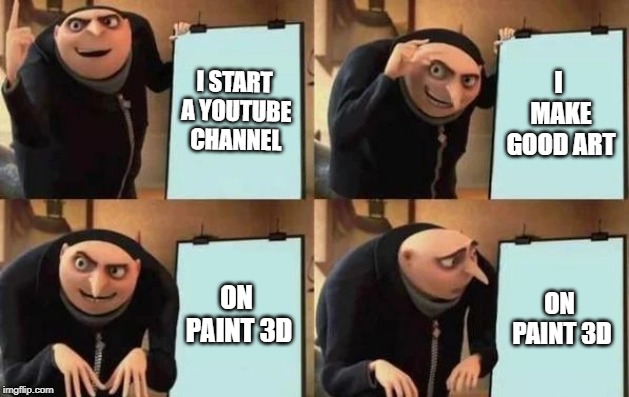 I START
A YOUTUBE
CHANNEL
I
MAKE
GOOD ART
ON
PAINT 3D
ON
PAINT 3D
imgflip.com